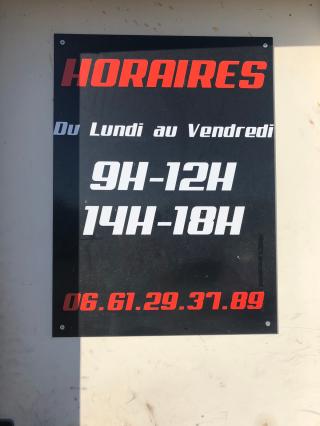 HORAIRES
Du Lundi au Vendredi
9H-12H
14H-18H
06.61.29.37.89